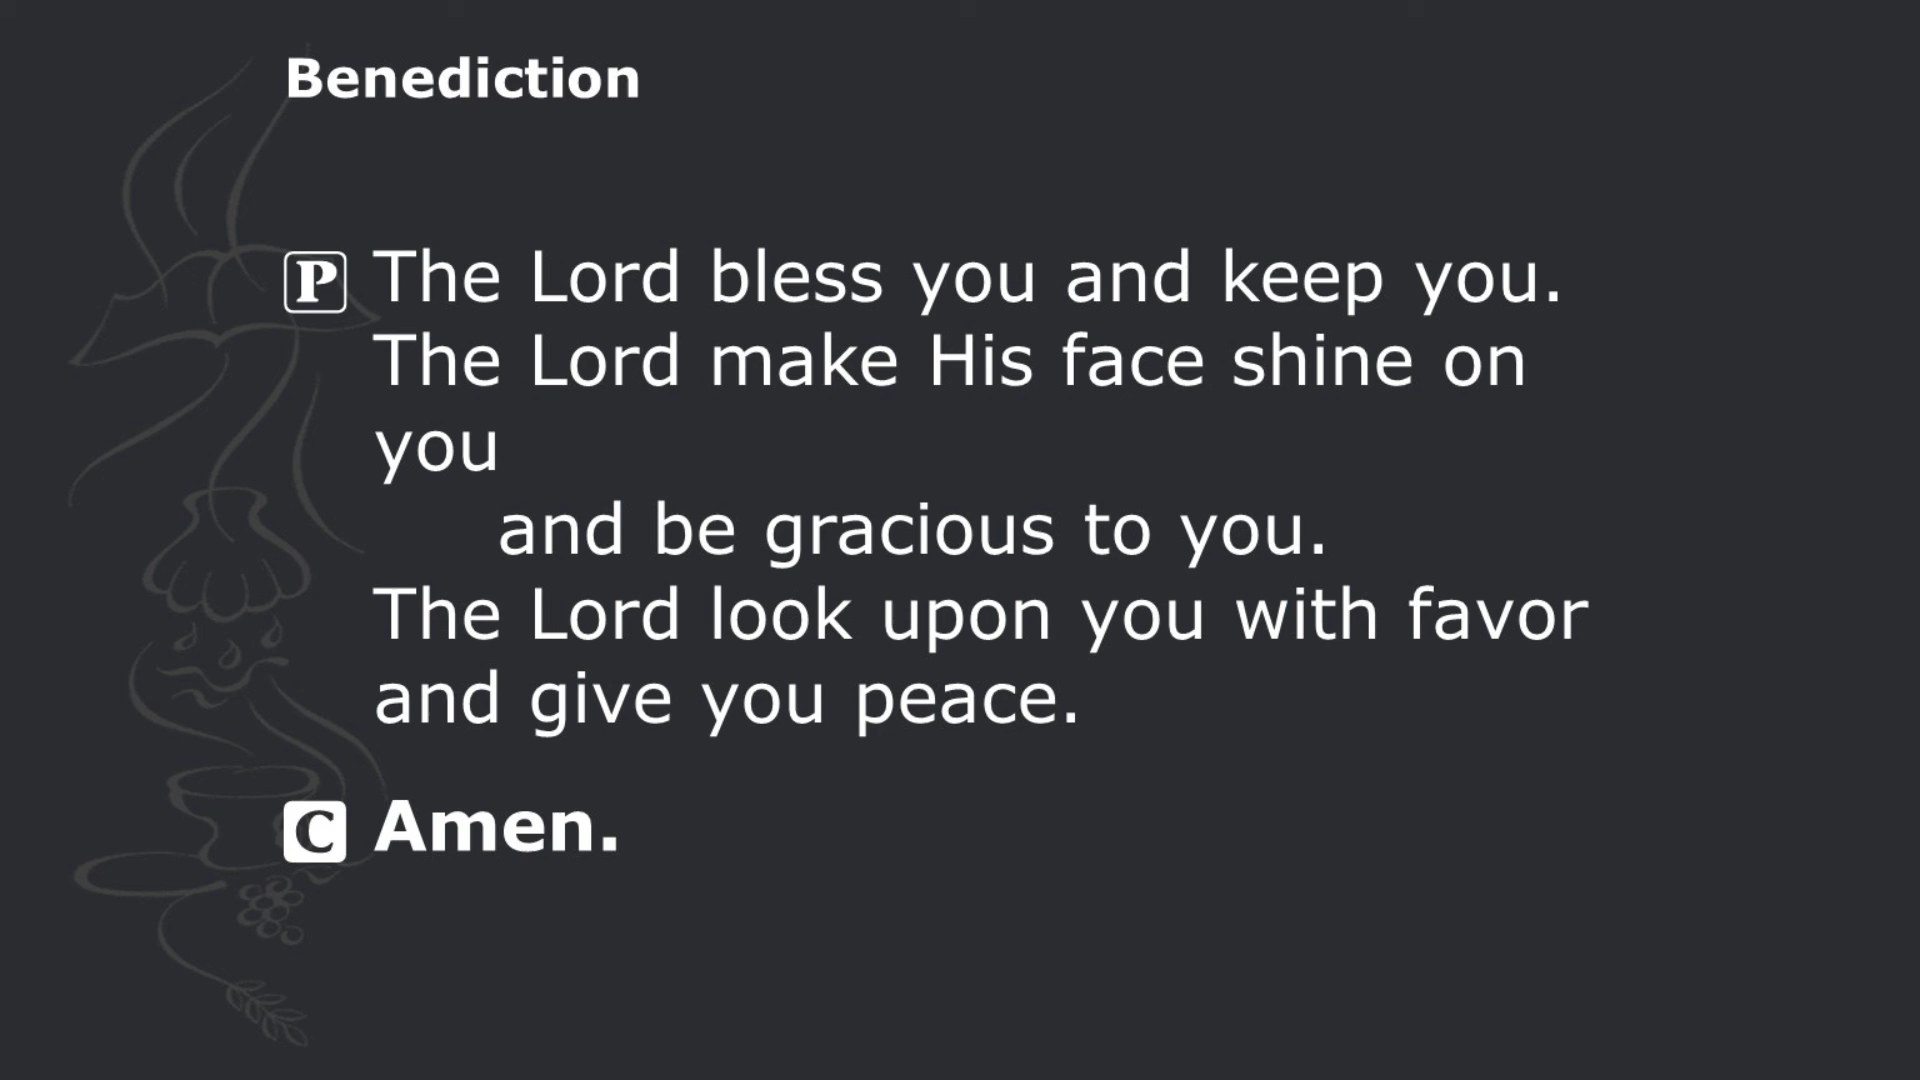 Benediction
P The Lord bless you and keep you.
The Lord make His face shine on
you
and be gracious to you.
The Lord look upon you with favor
and give you peace.
C Amen.